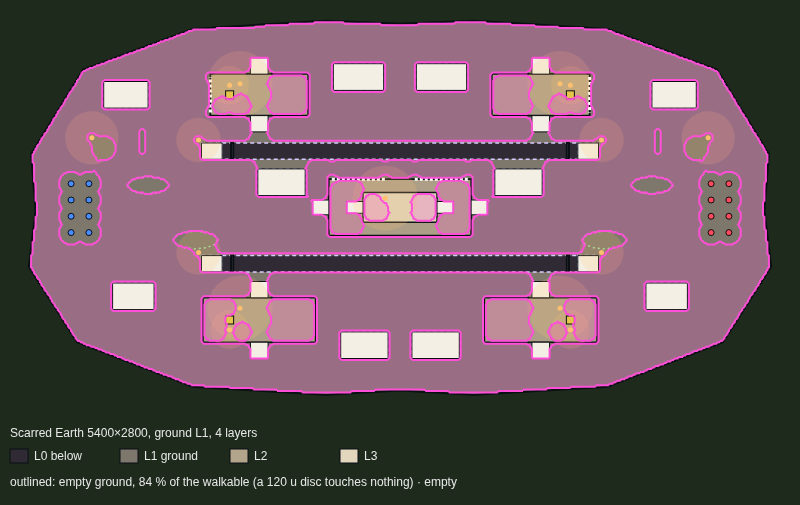 Scarred Earth 5400×2800, ground L1, 4 layers
L0 below L1 ground L2 L3
outlined: empty ground, 84 % of the walkable (a 120 u disc touches nothing) · empty